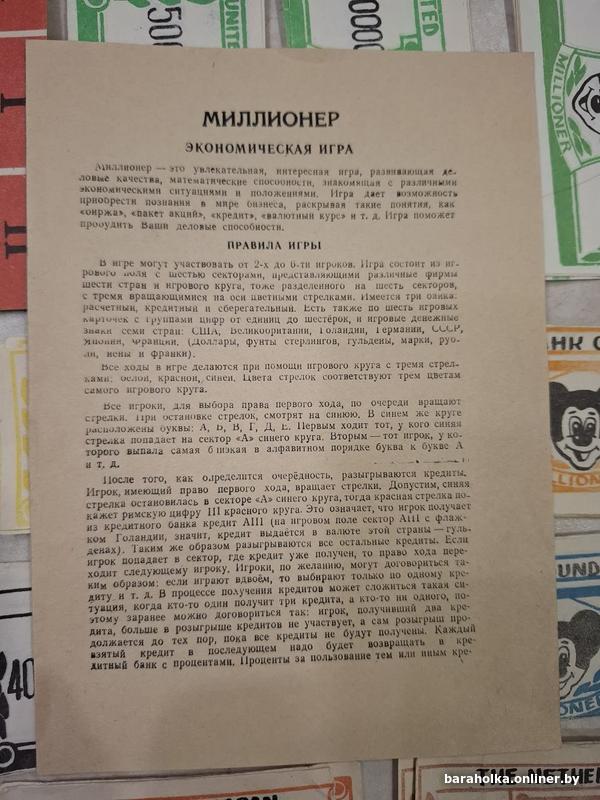 I
II
500
UNITED
0000
UNITED
MILLIONER
МИЛЛИОНЕР
ЭКОНОМИЧЕСКАЯ ИГРА
Миллионер — это увлекательная, интересная игра, развивающая де-
ловые качества, математические способности, знакомящая с различными
экономическими ситуациями и положениями. Игра дает возможность
приобрести познания в мире бизнеса, раскрывая такие понятия, как
«биржа», «пакет акций», «кредит», «валютный курс» и т. д. Игра поможет
пробудить Ваши деловые способности.
ПРАВИЛА ИГРЫ
В игре могут участвовать от 2-х до 6-ти игроков. Игра состоит из иг-
рового поля с шестью секторами, представляющими различные фирмы
шести стран и игрового круга, тоже разделенного на шесть секторов,
с тремя вращающимися на оси цветными стрелками. Имеется три банка:
расчетный, кредитный и сберегательный. Есть также по шесть игровых
карточек с группами цифр от единиц до шестёрок, и игровые денежные
знаки семи стран: США, Великобритании, Голандии, Германии, СССР,
Японии, Франции. (Доллары, фунты стерлингов, гульдены, марки, руб-
ли, иены и франки).
Все ходы в игре делаются при помощи игрового круга с тремя стрел-
ками: белой, красной, синей. Цвета стрелок соответствуют трем цветам
самого игрового круга.
Все игроки, для выбора права первого хода, по очереди вращают
стрелки. При остановке стрелок, смотят на синюю. В синем же круге
расположены буквы: А, Б, В, Г, Д, Е. Первым ходит тот, у кого синяя
стрелка попадает на сектор «А» синего круга. Вторым — тот игрок, у ко-
торого выпала самая близкая в алфавитном порядке буква к букве А
и т. д.
После того, как определится очерёдность, разыгрываются кредиты.
Игрок, имеющий право первого хода, вращает стрелки. Допустим, синяя
стрелка остановилась в секторе «А» синего круга, тогда красная стрелка по-
кажет римскую цифру III красного круга. Это означает, что игрок получает
из кредитного банка кредит АIII (на игровом поле сектор АIII с флаж-
ком Голандии, значит, кредит выдаётся в валюте этой страны — гуль-
денах). Таким же образом разыгрываются все остальные кредиты. Если
игрок попадает в сектор, где кредит уже получен, то право хода пере-
ходит следующему игроку. Игроки, по желанию, могут договориться та-
ким образом: если играют вдвоём, то выбирают только по одному кре-
диту и т. д. В процессе получения кредитов может сложиться такая си-
туация, когда кто-то один получит три кредита, а кто-то ни одного, по-
этому заранее можно договориться так: игрок, получивший два кре-
дита, больше в розыгрыше кредитов не участвует, а сам розыгрыш про-
должается до тех пор, пока все кредиты не будут получены. Каждый
взятый кредит в последующем надо будет возвращать в кре-
дитный банк с процентами. Проценты за пользование тем или иным кре-
40
UND
THE NETHER
baraholka.onliner.by